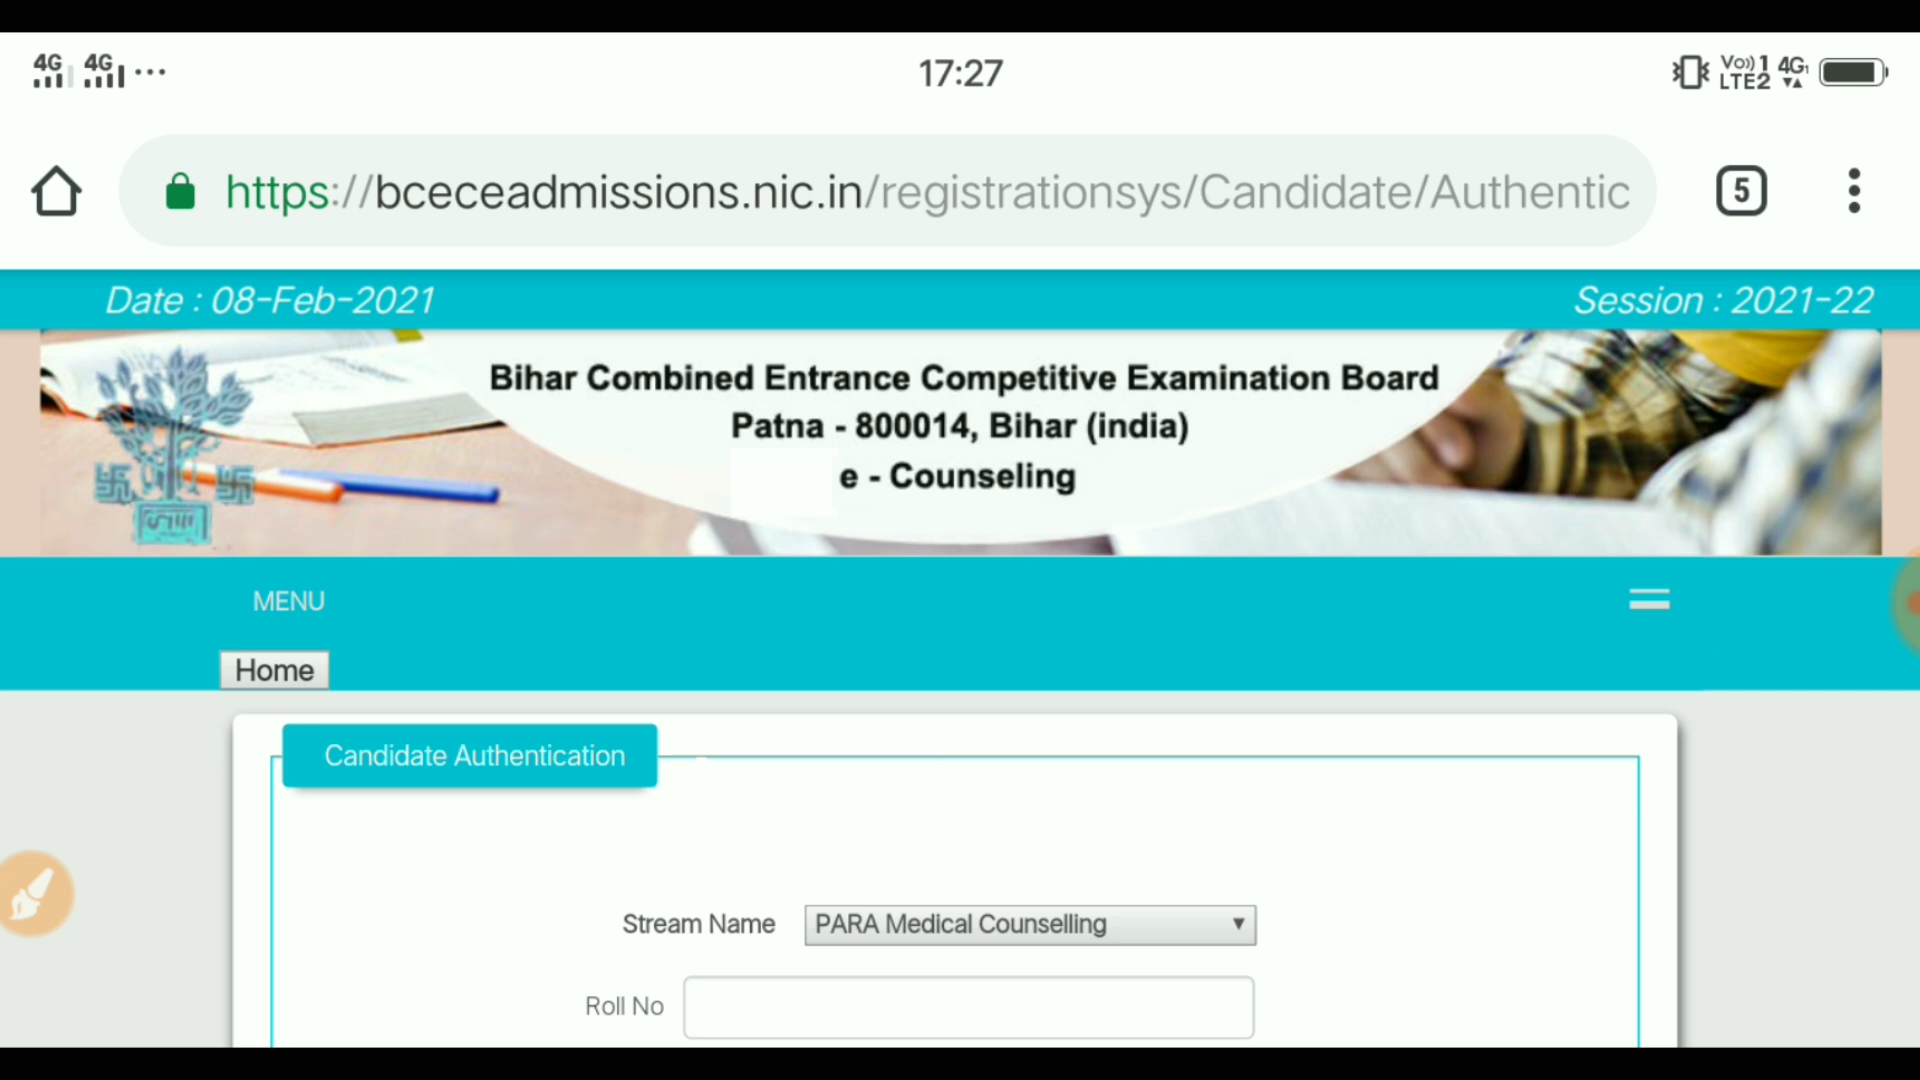 4G 4G ... 17:27 Vo)) 1 4G
LTE2
https://bceceadmissions.nic.in/registrationsys/Candidate/Authentic 5
Date : 08-Feb-2021 Session : 2021-22
Bihar Combined Entrance Competitive Examination Board
Patna - 800014, Bihar (india)
e - Counseling
MENU
Home
Candidate Authentication
Stream Name PARA Medical Counselling
Roll No